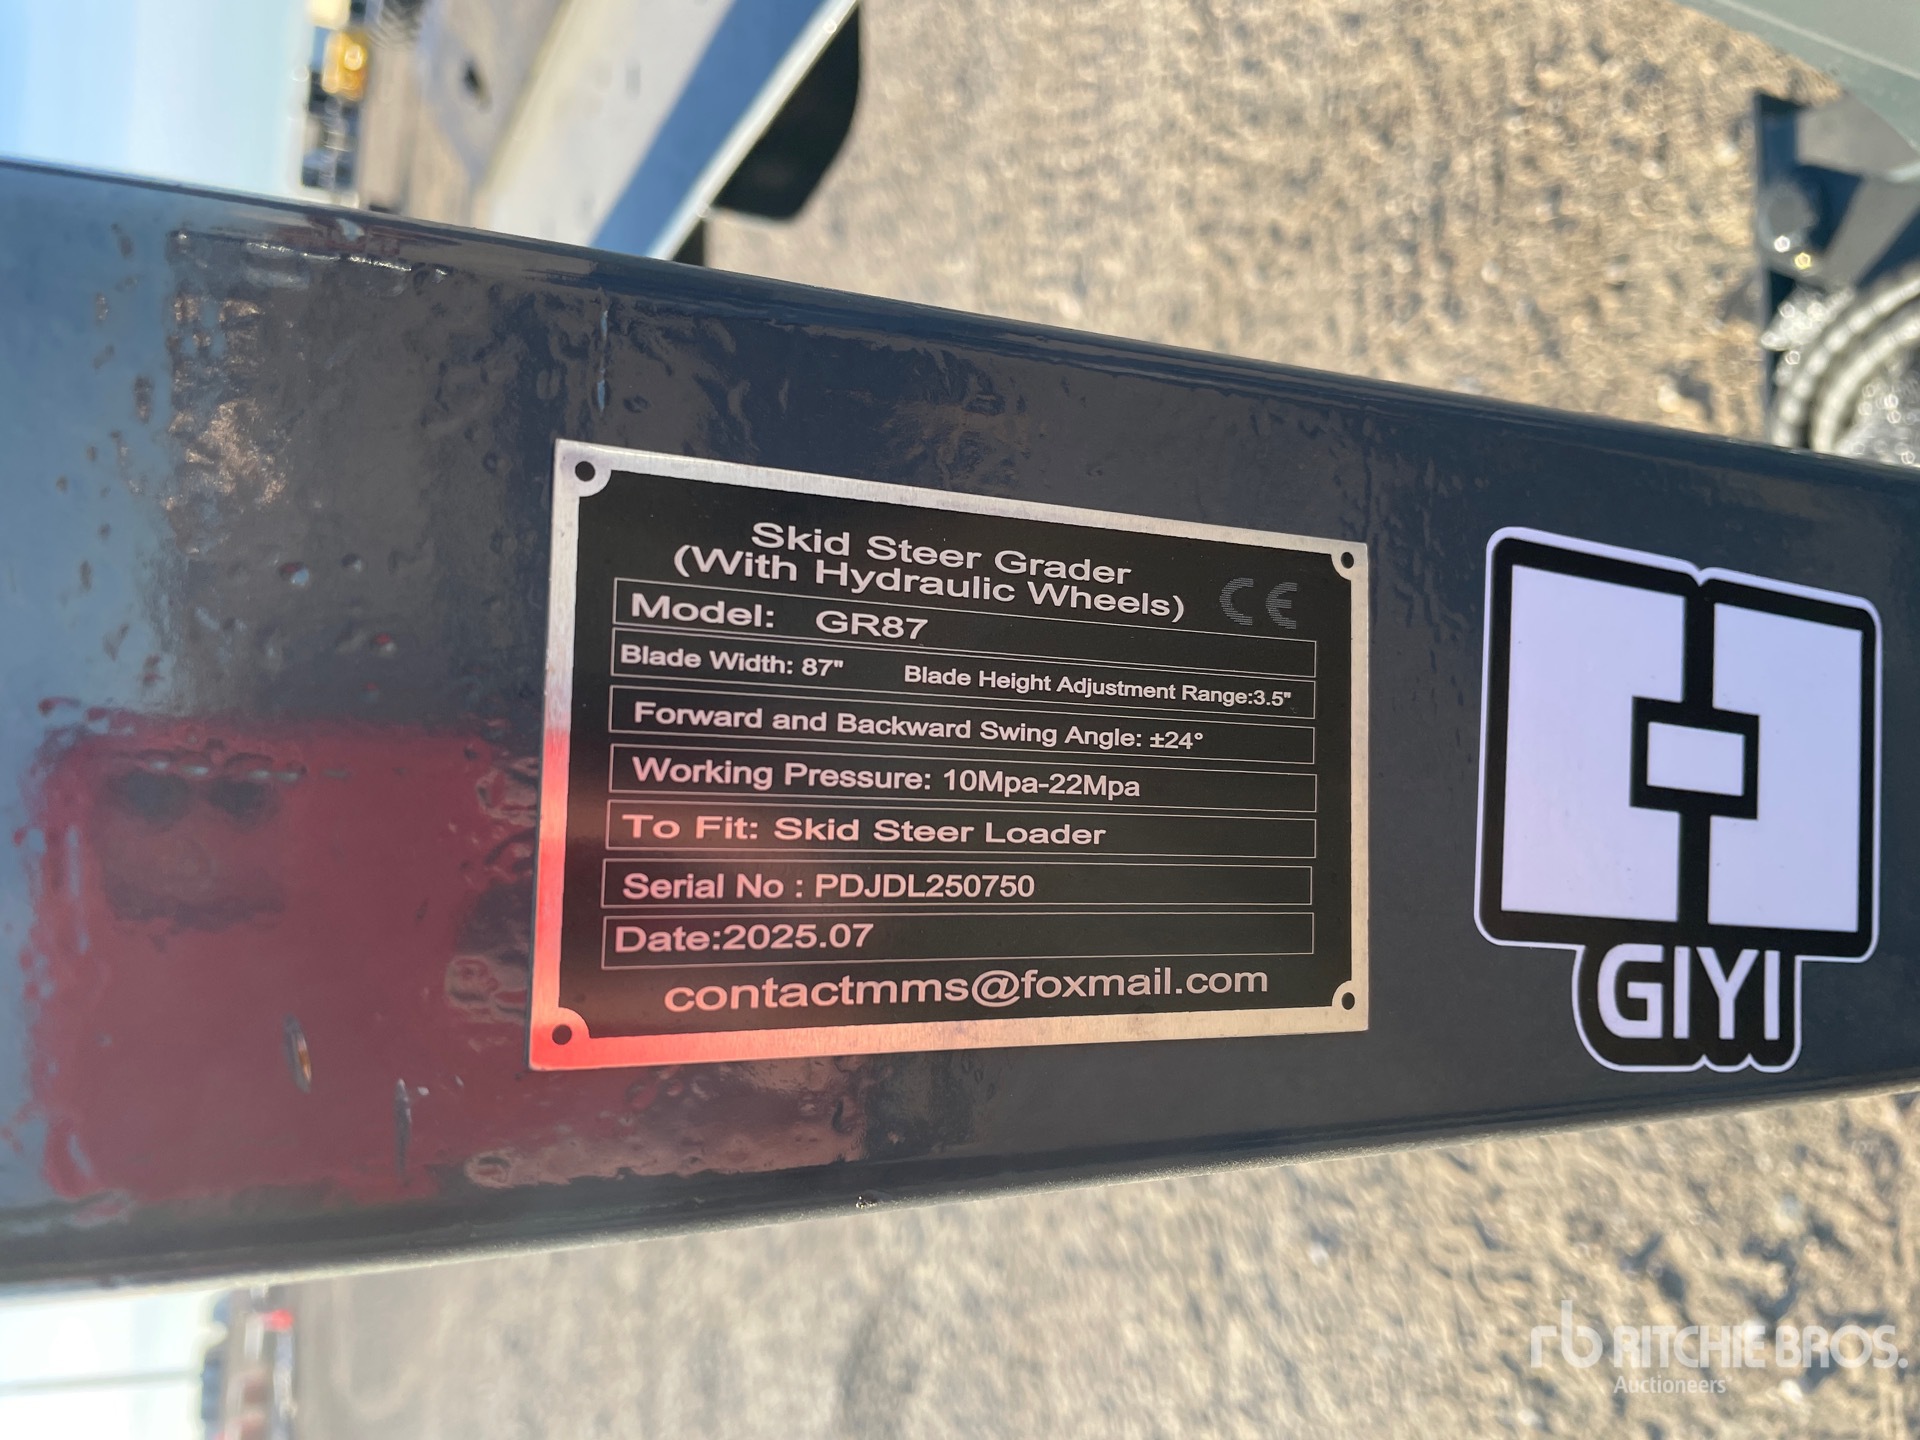 Skid Steer Grader
(With Hydraulic Wheels) CE
Model: GR87
Blade Width: 87" Blade Height Adjustment Range:3.5"
Forward and Backward Swing Angle: ±24°
Working Pressure: 10Mpa-22Mpa
To Fit: Skid Steer Loader
Serial No : PDJDL250750
Date:2025.07
contactmms@foxmail.com
GIYI
rb RITCHIE BROS.
Auctioneers